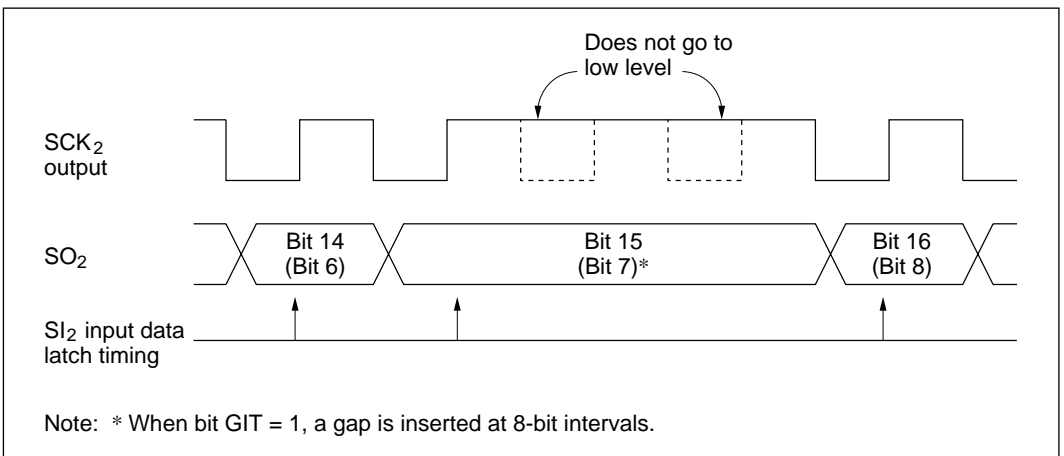 Does not go to
low level
SCK2
output
SO2
Bit 14
(Bit 6)
Bit 15
(Bit 7)*
Bit 16
(Bit 8)
SI2 input data
latch timing
Note: * When bit GIT = 1, a gap is inserted at 8-bit intervals.